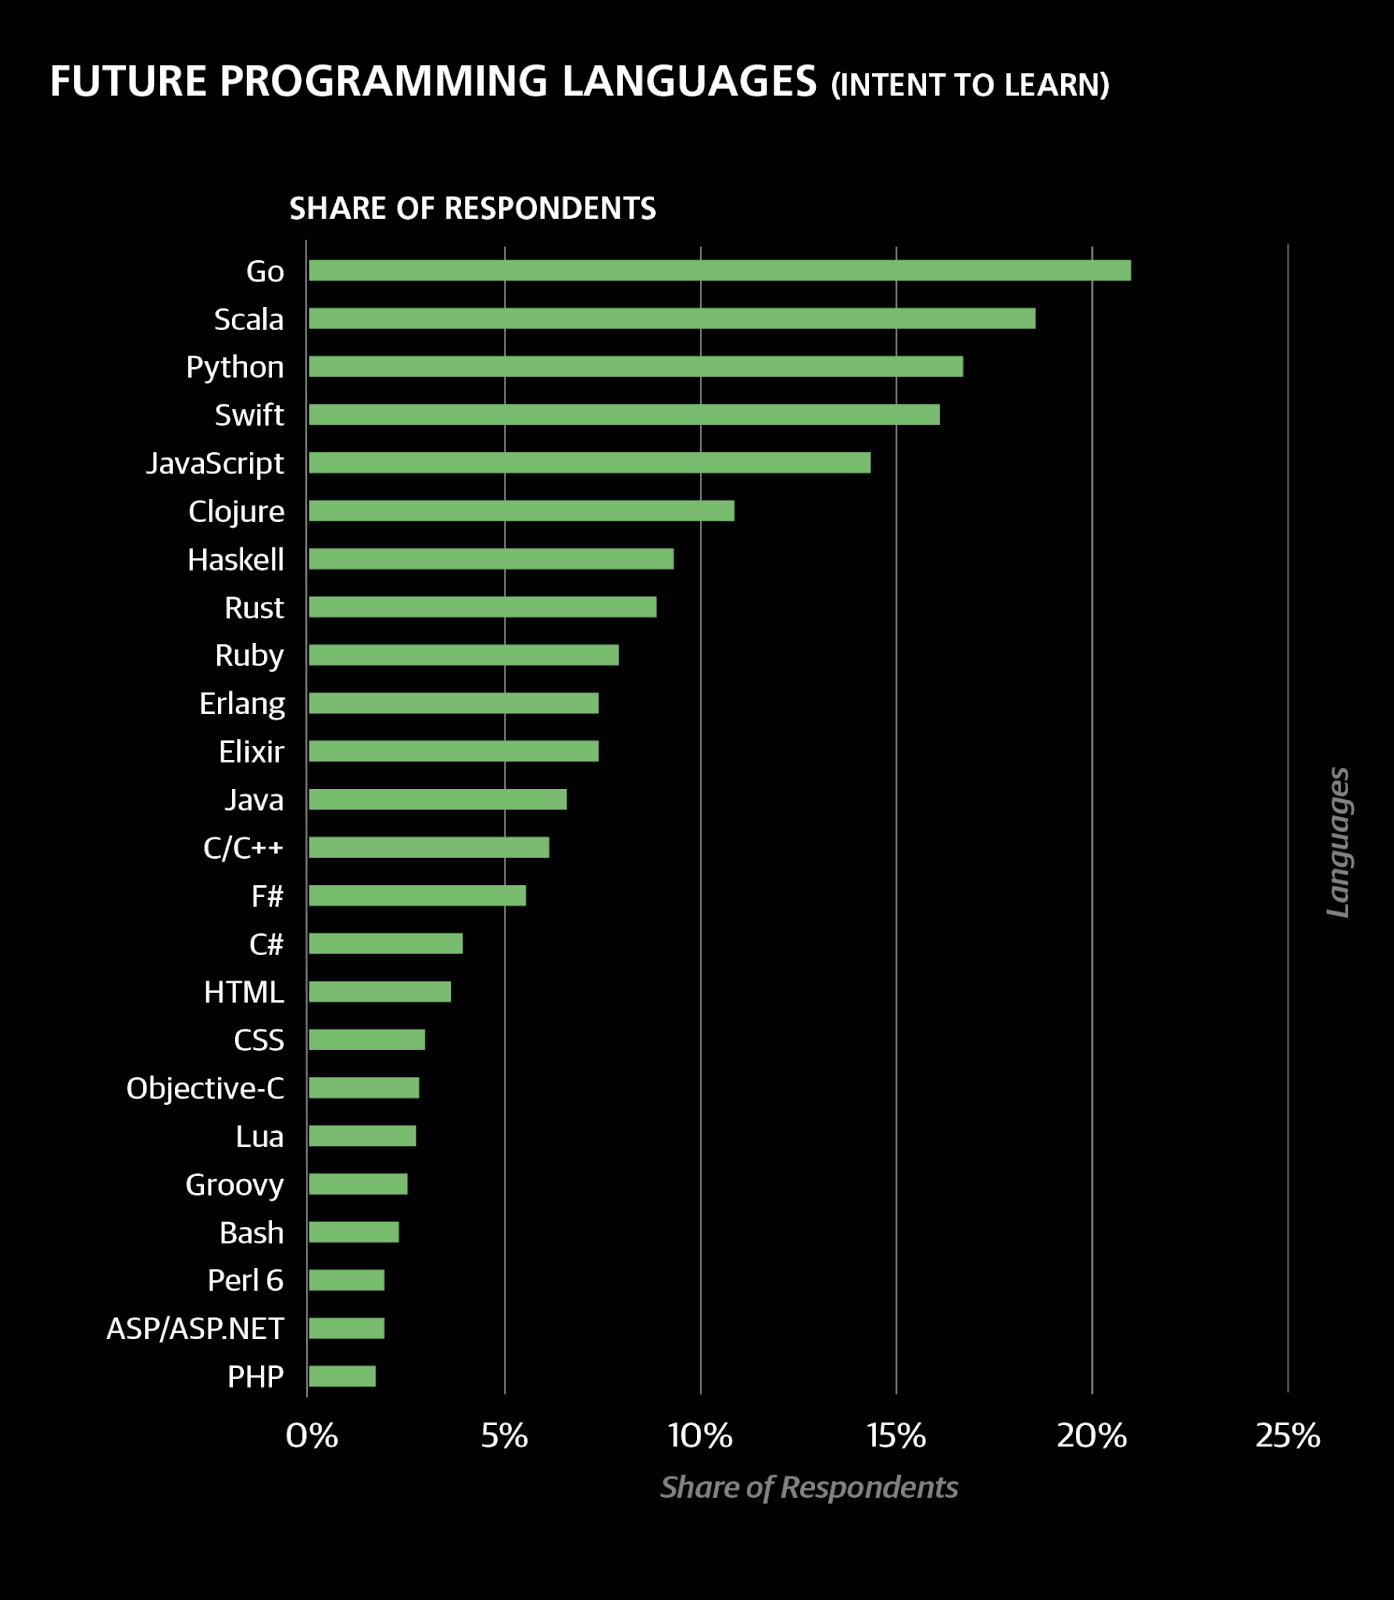 FUTURE PROGRAMMING LANGUAGES (INTENT TO LEARN)
SHARE OF RESPONDENTS
Go
Scala
Python
Swift
JavaScript
Clojure
Haskell
Rust
Ruby
Erlang
Elixir
Java
C/C++
F#
C#
HTML
CSS
Objective-C
Lua
Groovy
Bash
Perl 6
ASP/ASP.NET
PHP
0% 5% 10% 15% 20% 25%
Share of Respondents
Languages